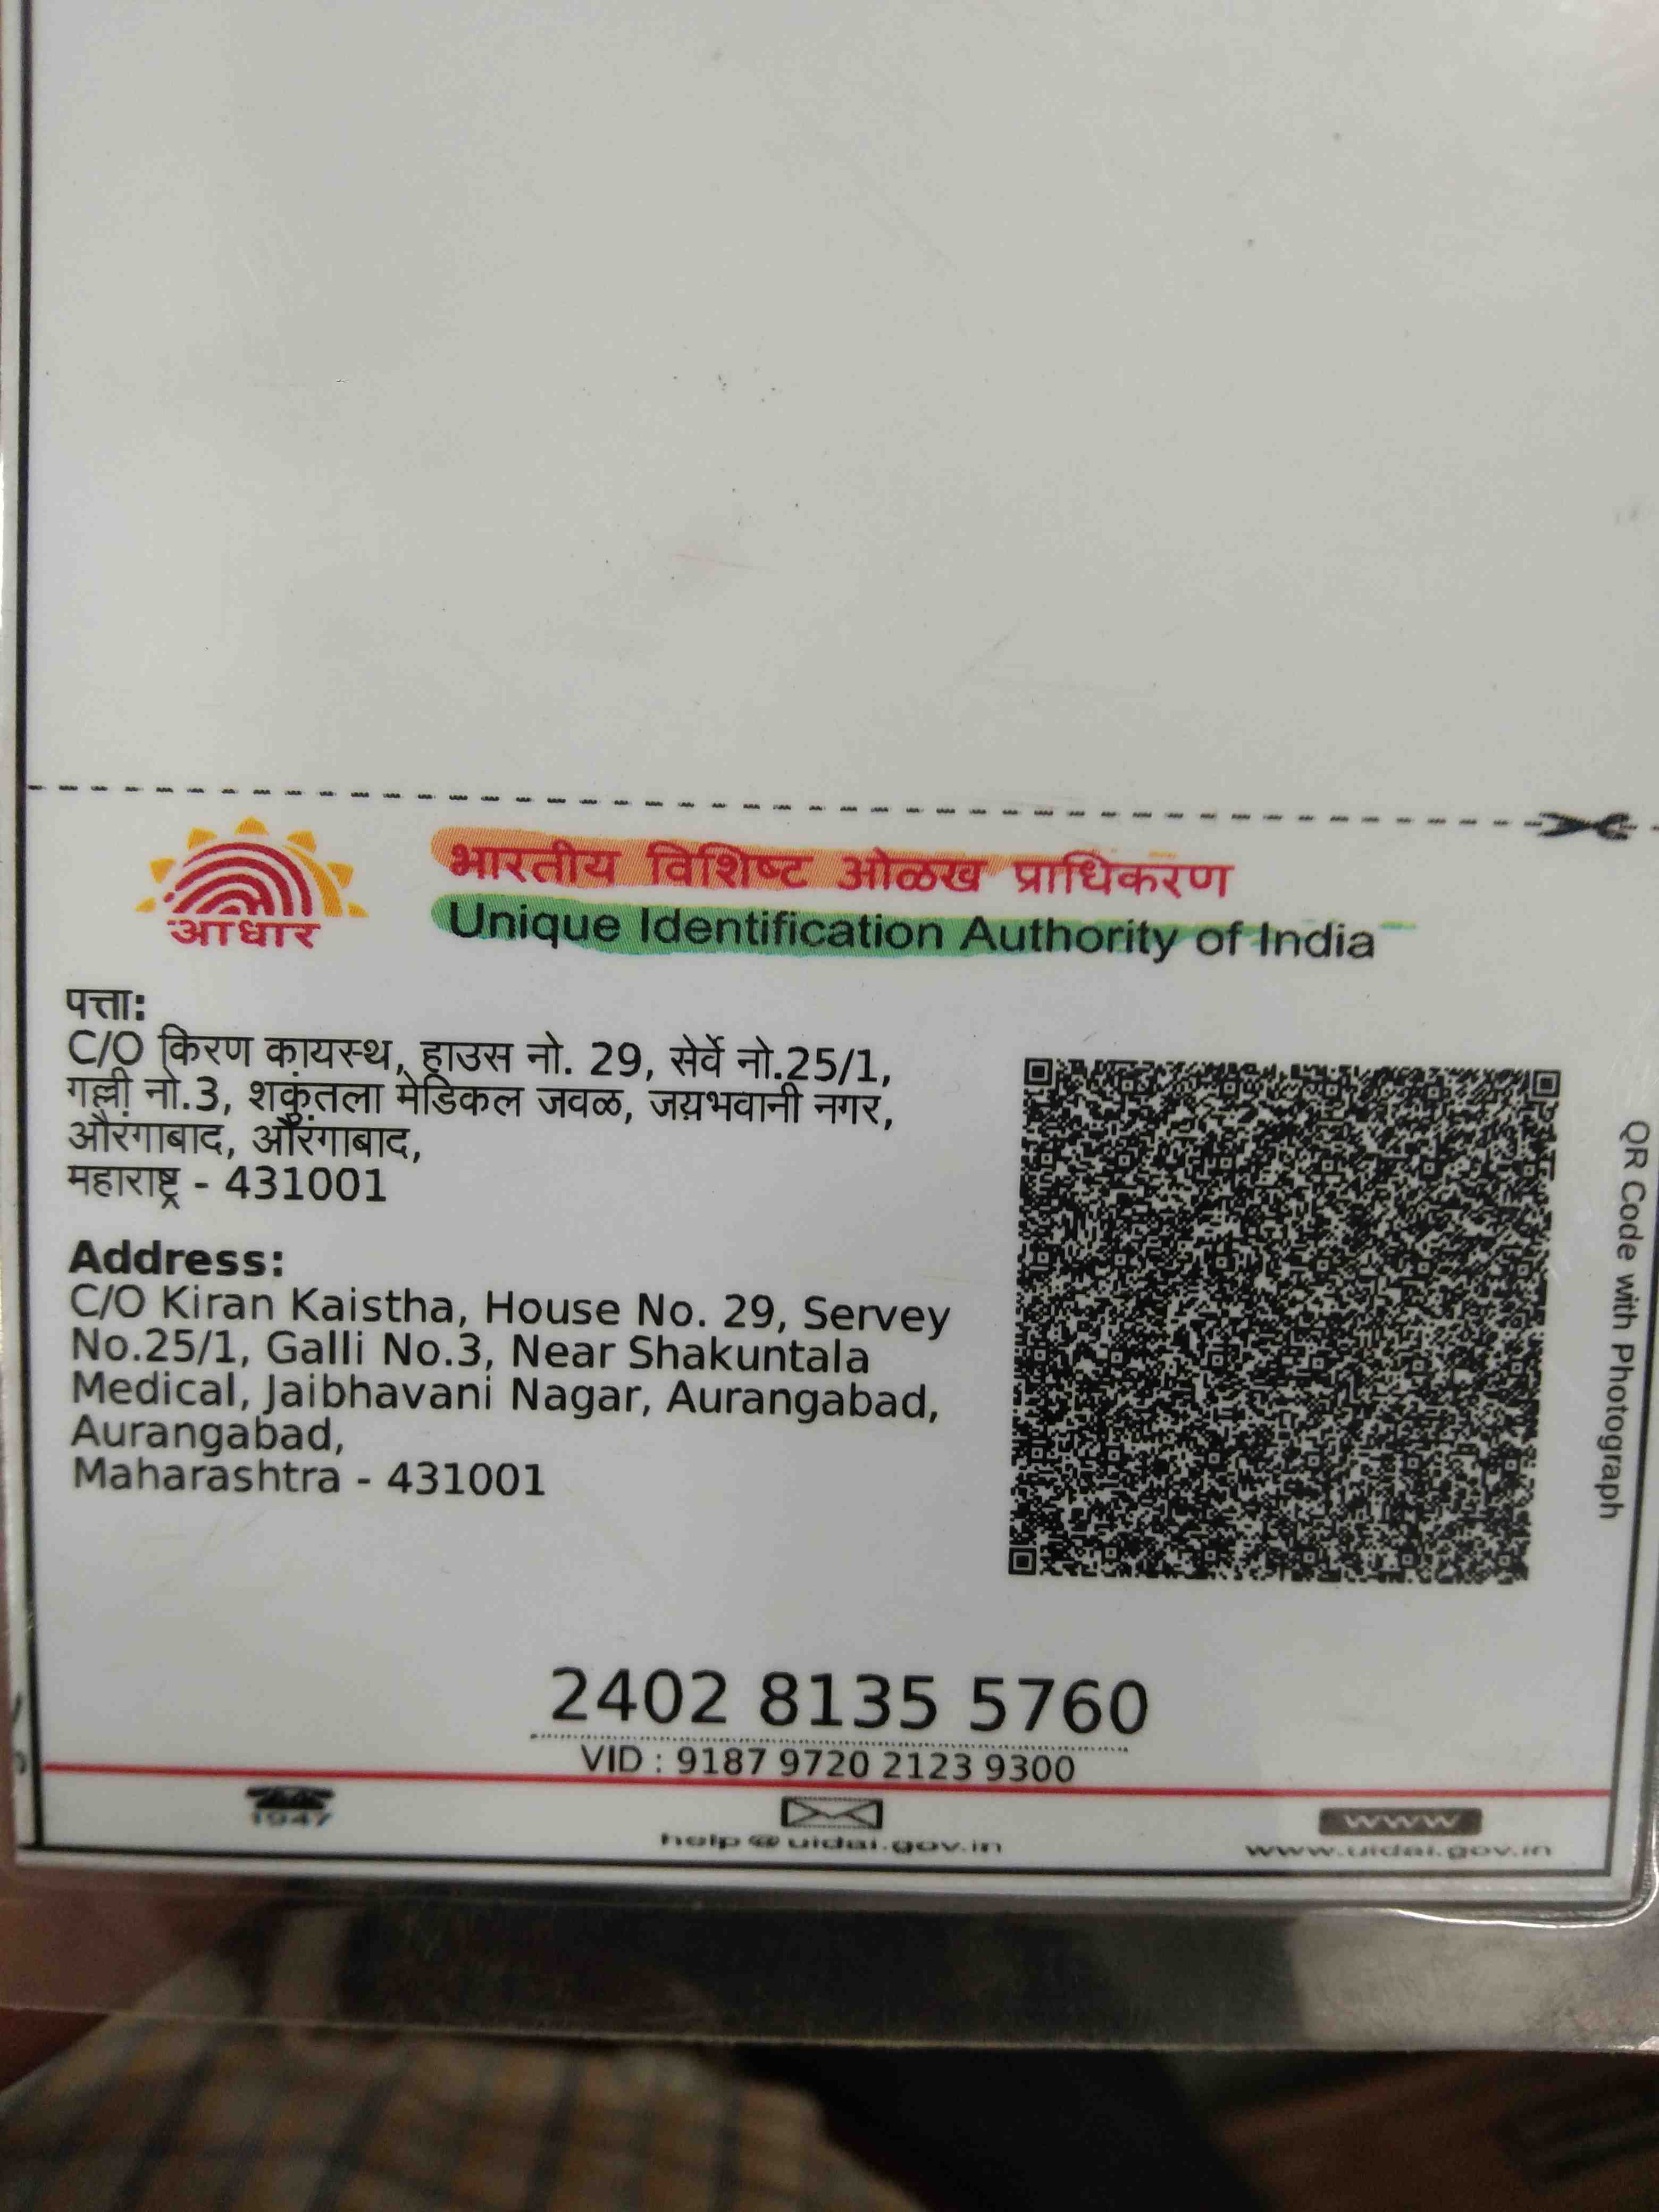 आधार
भारतीय विशिष्ट ओळख प्राधिकरण
Unique Identification Authority of India
पत्ता:
C/O किरण कायस्थ, हाउस नो. 29, सेर्वे नो.25/1,
गल्ली नो.3, शकुंतला मेडिकल जवळ, जयभवानी नगर,
औरंगाबाद, औरंगाबाद,
महाराष्ट्र - 431001
Address:
C/O Kiran Kaistha, House No. 29, Servey
No.25/1, Galli No.3, Near Shakuntala
Medical, Jaibhavani Nagar, Aurangabad,
Aurangabad,
Maharashtra - 431001
QR Code with Photograph
2402 8135 5760
VID : 9187 9720 2123 9300
1947
help@uidai.gov.in
www
www.uidai.gov.in